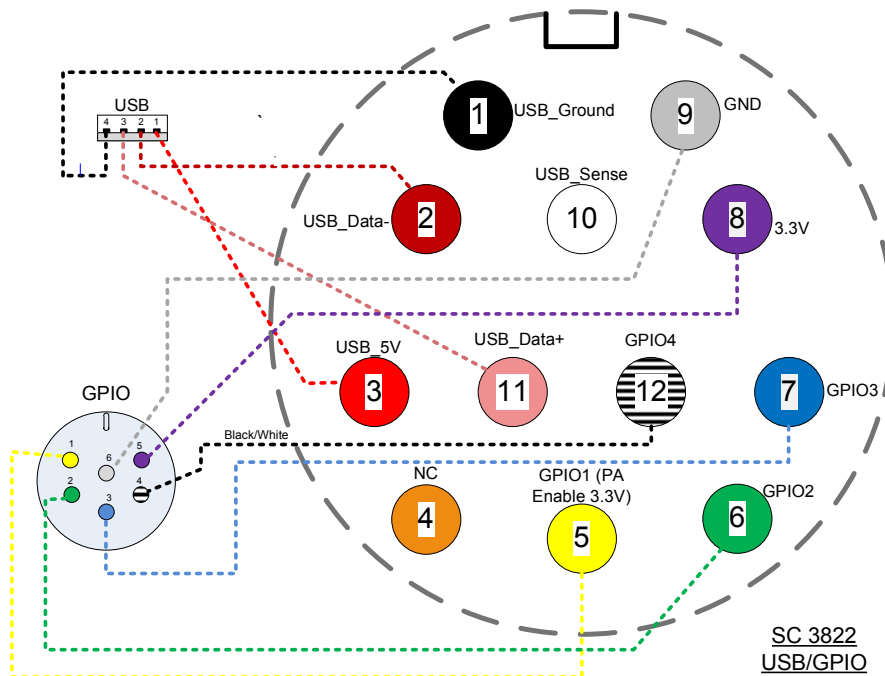 USB
4 3 2 1
1
USB_Ground
9
GND
USB_Sense
10
USB_Data-
2
8
3.3V
USB_5V
3
USB_Data+
11
GPIO4
12
7
GPIO3
GPIO
1
5
6
2
4
3
Black/White
NC
4
GPIO1 (PA
Enable 3.3V)
5
GPIO2
6
SC 3822
USB/GPIO